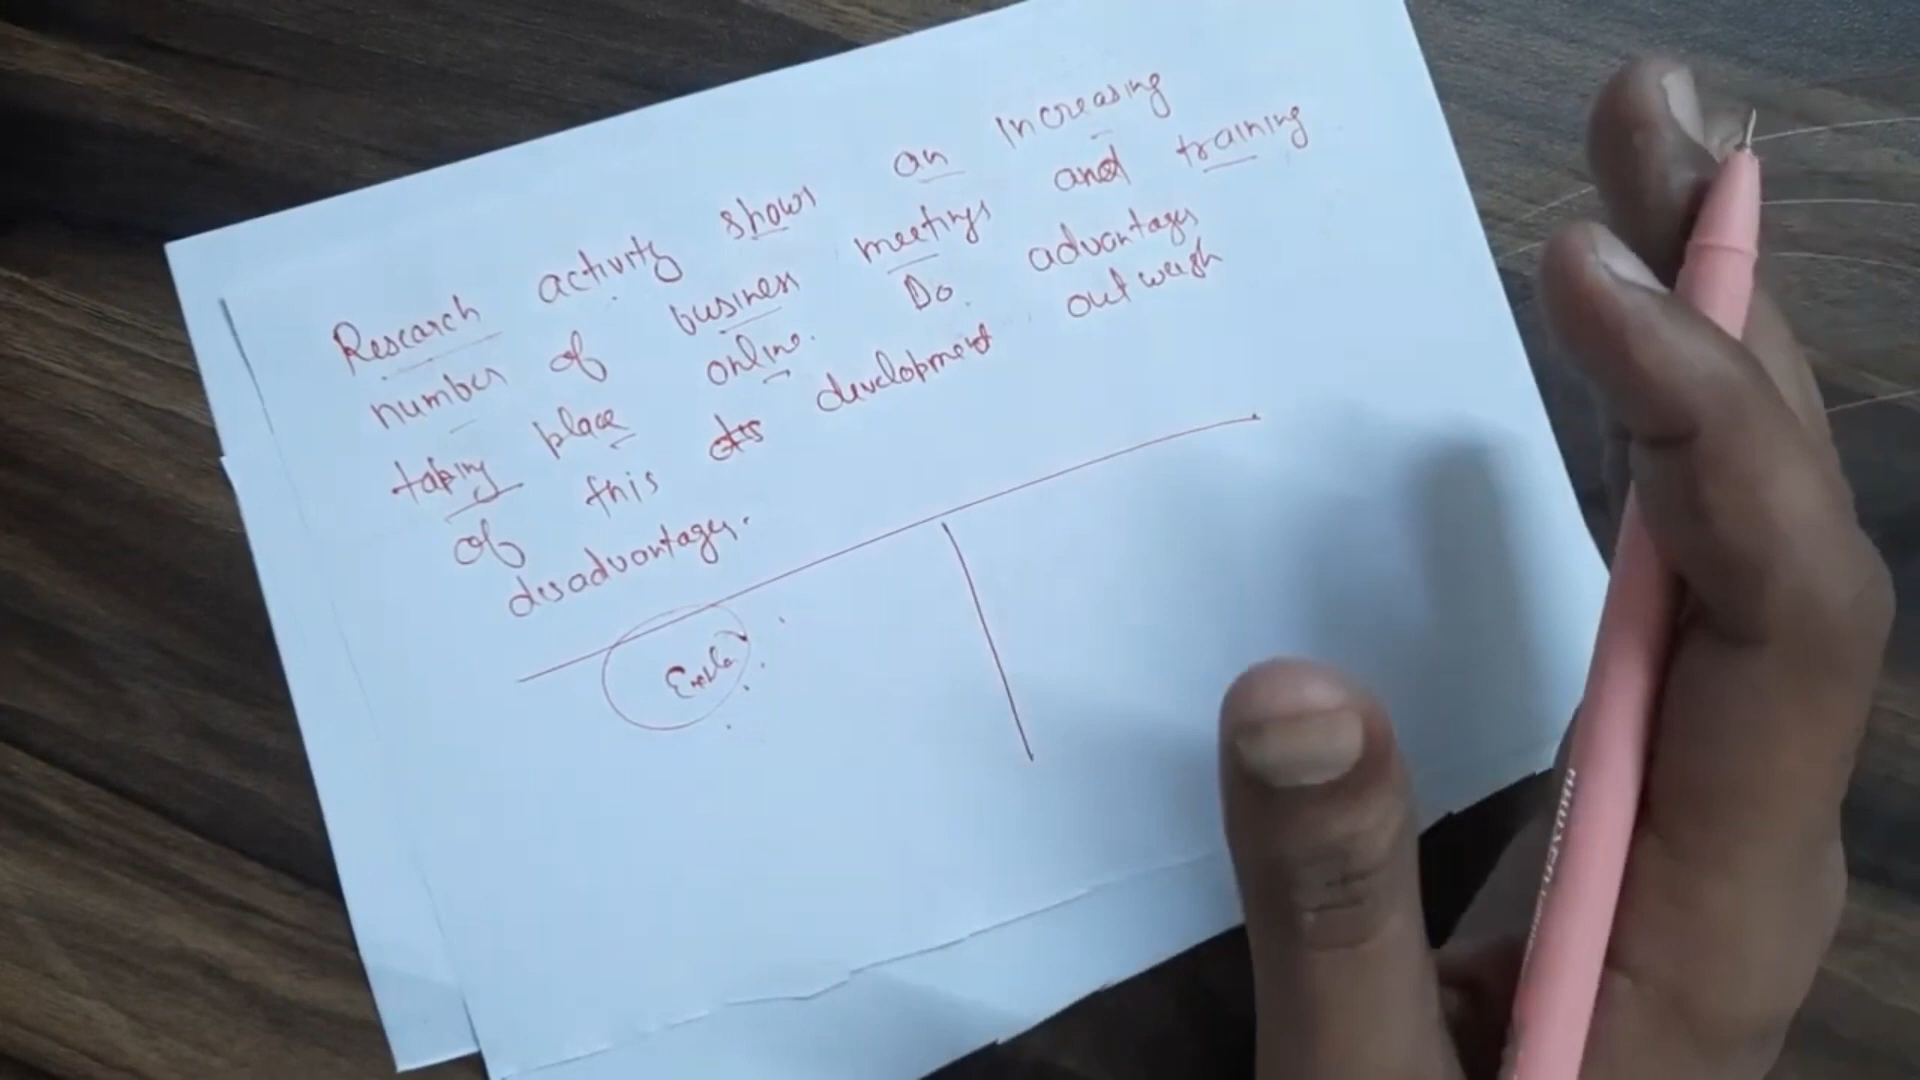 Research activity shows an increasing
number of business meetings and training
taking place online. Do advantages
of this development outweigh
disadvantages.